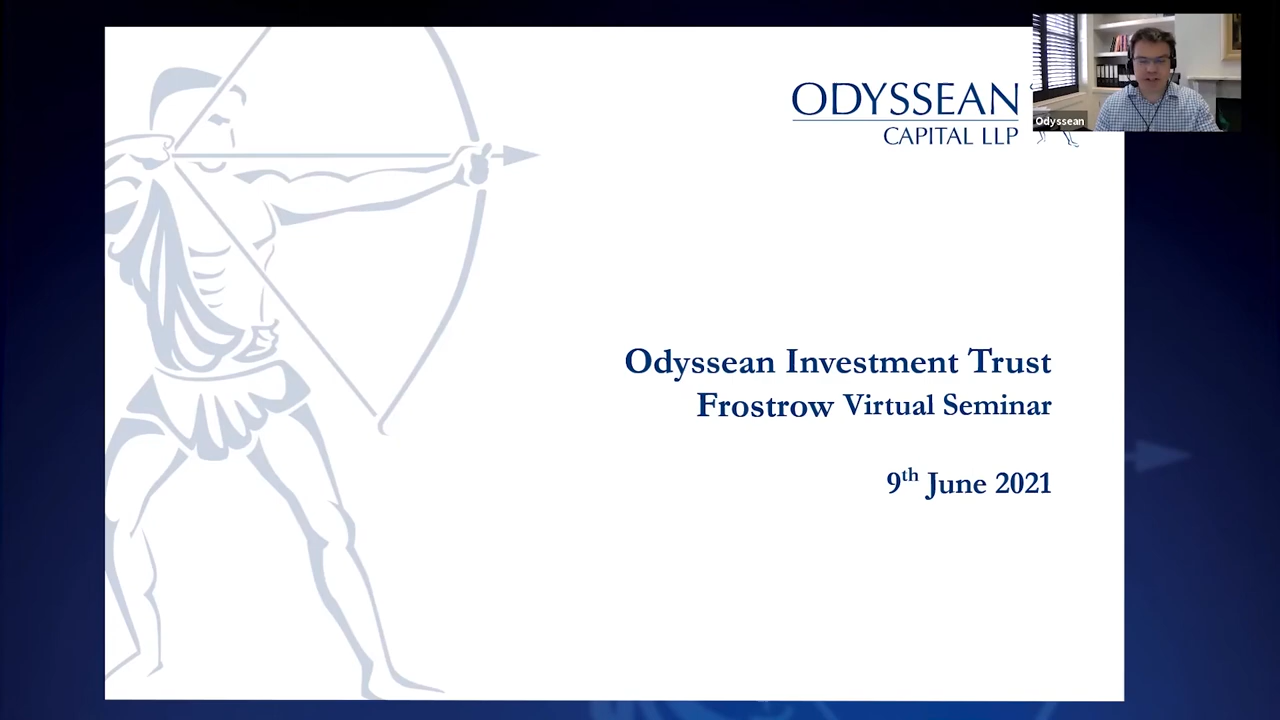 ODYSSEAN
CAPITAL LLP
Odyssean
Odyssean Investment Trust
Frostrow Virtual Seminar
9th June 2021